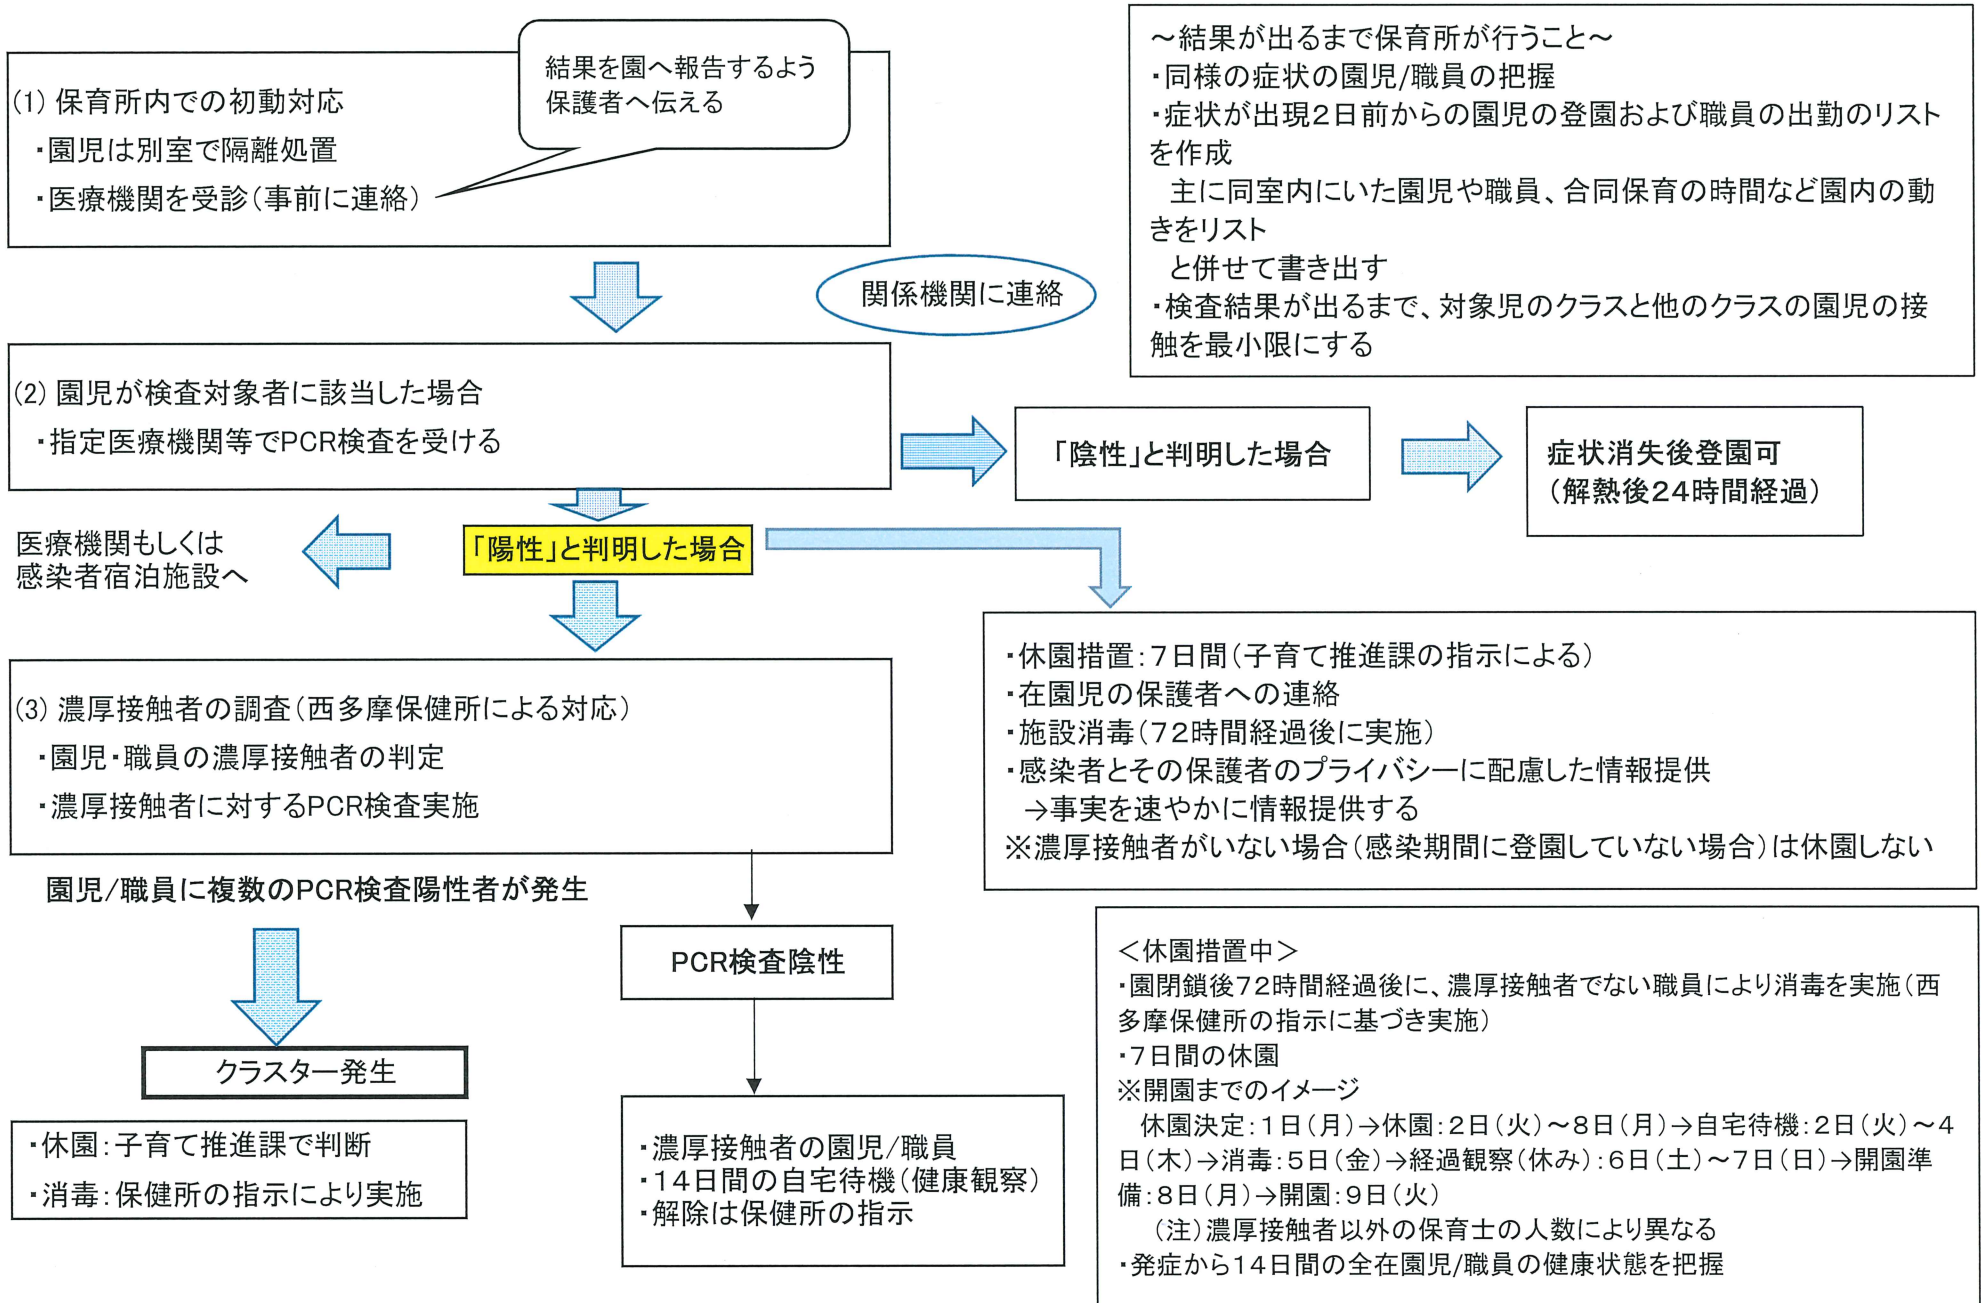 結果を園へ報告するよう
保護者へ伝える
(1) 保育所内での初動対応
・園児は別室で隔離処置
・医療機関を受診(事前に連絡)
～結果が出るまで保育所が行うこと～
・同様の症状の園児/職員の把握
・症状が出現2日前からの園児の登園および職員の出勤のリスト
を作成
主に同室内にいた園児や職員、合同保育の時間など園内の動
きをリスト
と併せて書き出す
・検査結果が出るまで、対象児のクラスと他のクラスの園児の接
触を最小限にする
関係機関に連絡
(2) 園児が検査対象者に該当した場合
・指定医療機関等でPCR検査を受ける
「陰性」と判明した場合
症状消失後登園可
(解熱後24時間経過)
医療機関もしくは
感染者宿泊施設へ
「陽性」と判明した場合
・休園措置:7日間(子育て推進課の指示による)
・在園児の保護者への連絡
・施設消毒(72時間経過後に実施)
・感染者とその保護者のプライバシーに配慮した情報提供
→事実を速やかに情報提供する
※濃厚接触者がいない場合(感染期間に登園していない場合)は休園しない
(3) 濃厚接触者の調査(西多摩保健所による対応)
・園児・職員の濃厚接触者の判定
・濃厚接触者に対するPCR検査実施
園児/職員に複数のPCR検査陽性者が発生
PCR検査陰性
クラスター発生
・休園:子育て推進課で判断
・消毒:保健所の指示により実施
・濃厚接触者の園児/職員
・14日間の自宅待機(健康観察)
・解除は保健所の指示
＜休園措置中＞
・園閉鎖後72時間経過後に、濃厚接触者でない職員により消毒を実施(西
多摩保健所の指示に基づき実施)
・7日間の休園
※開園までのイメージ
休園決定:1日(月)→休園:2日(火)～8日(月)→自宅待機:2日(火)～4
日(木)→消毒:5日(金)→経過観察(休み):6日(土)～7日(日)→開園準
備:8日(月)→開園:9日(火)
(注)濃厚接触者以外の保育士の人数により異なる
・発症から14日間の全在園児/職員の健康状態を把握